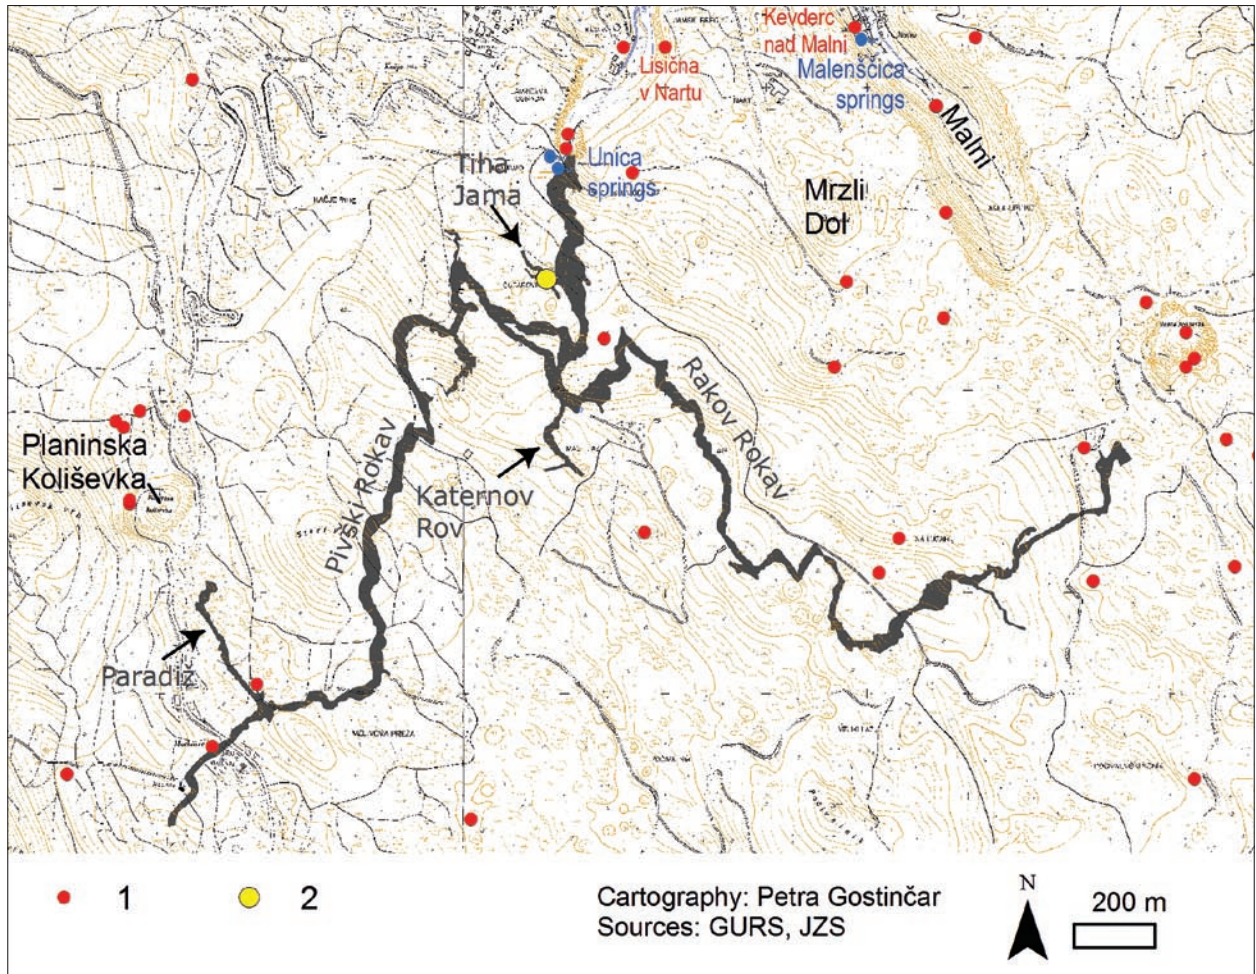 Kevderc
nad Malni
Lisična
v Nartu
Malenščica
springs
Malni
Unica
springs
Tiha
Jama
Mrzli
Dol
Pivški Rokav
Rakov Rokav
Planinska
Koliševka
Katernov
Rov
Paradiž
1
2
Cartography: Petra Gostinčar
Sources: GURS, JZS
N
200 m